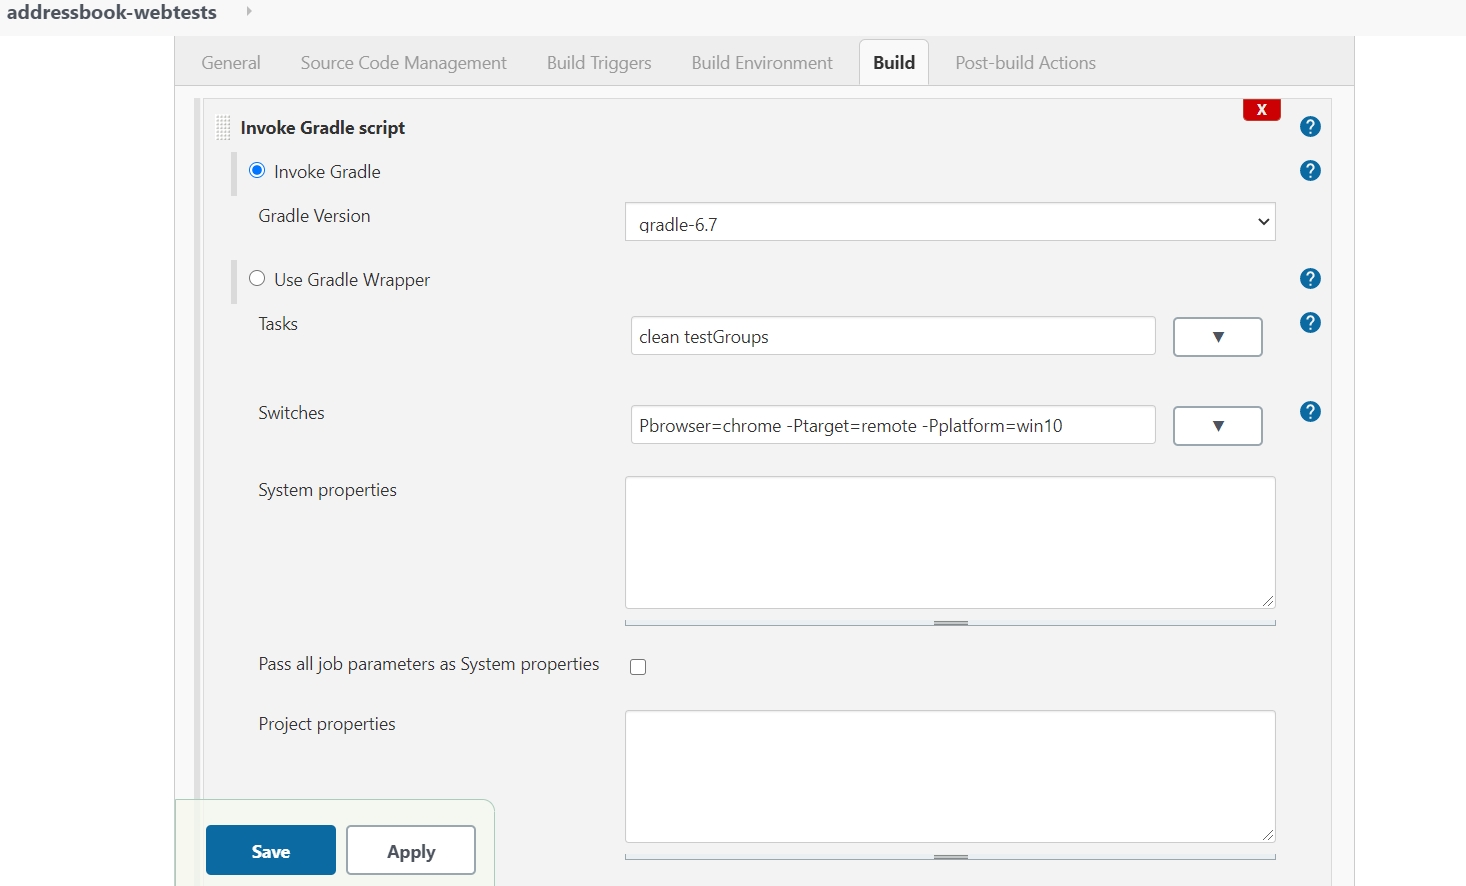 addressbook-webtests
General Source Code Management Build Triggers Build Environment Build Post-build Actions
X
Invoke Gradle script ?
Invoke Gradle ?
Gradle Version gradle-6.7
Use Gradle Wrapper ?
Tasks clean testGroups ▼ ?
Switches Pbrowser=chrome -Ptarget=remote -Pplatform=win10 ▼ ?
System properties
Pass all job parameters as System properties
Project properties
Save Apply